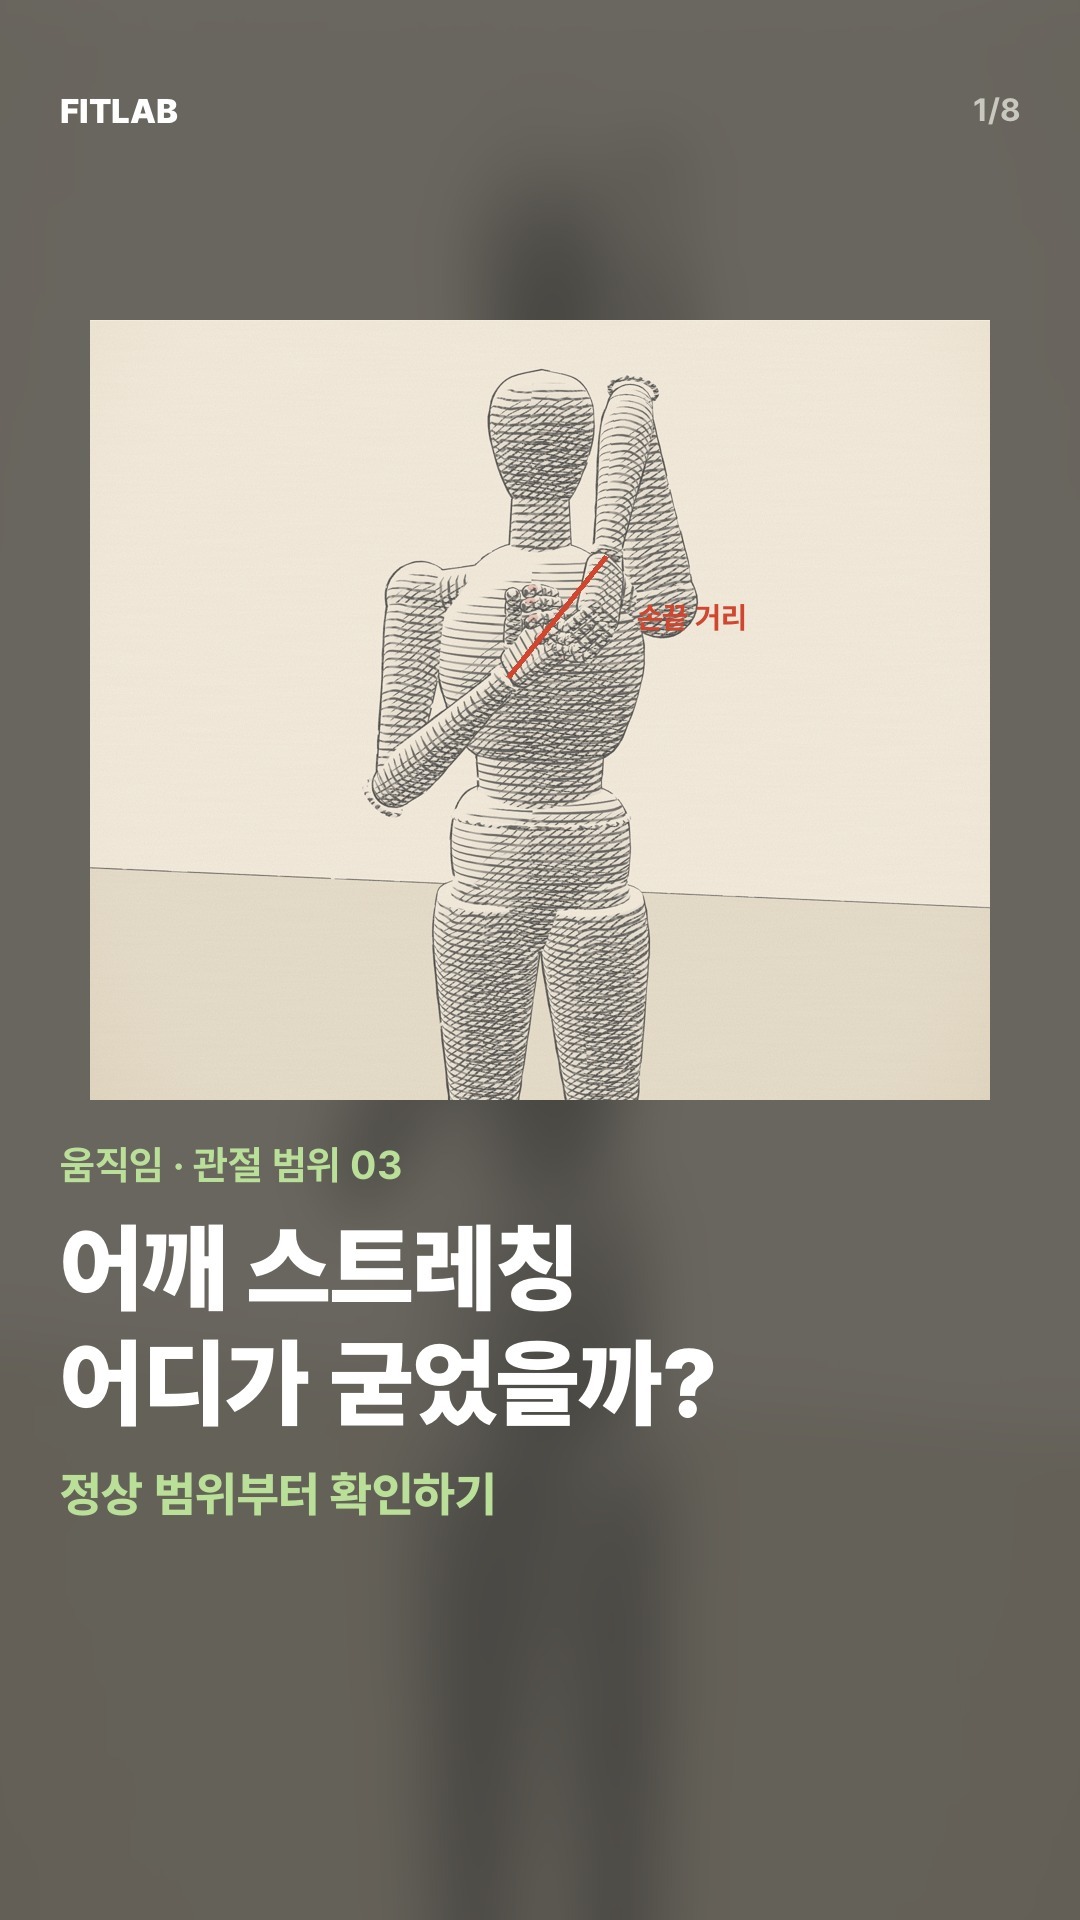 FITLAB
1/8
손끝 거리
움직임 · 관절 범위 03
어깨 스트레칭
어디가 굳었을까?
정상 범위부터 확인하기